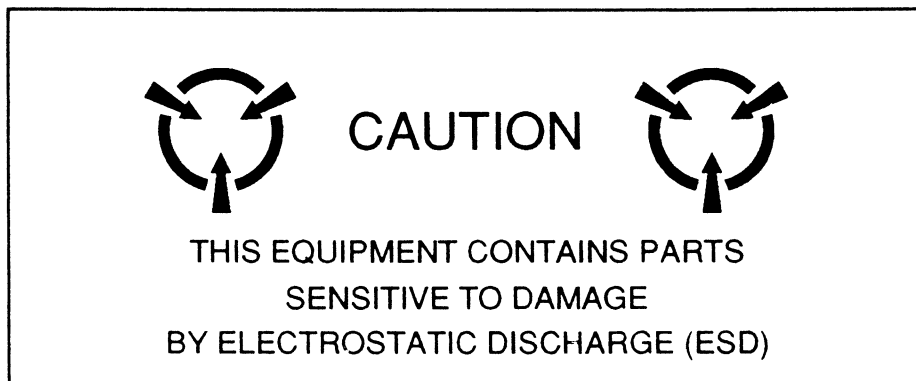 CAUTION
THIS EQUIPMENT CONTAINS PARTS
SENSITIVE TO DAMAGE
BY ELECTROSTATIC DISCHARGE (ESD)